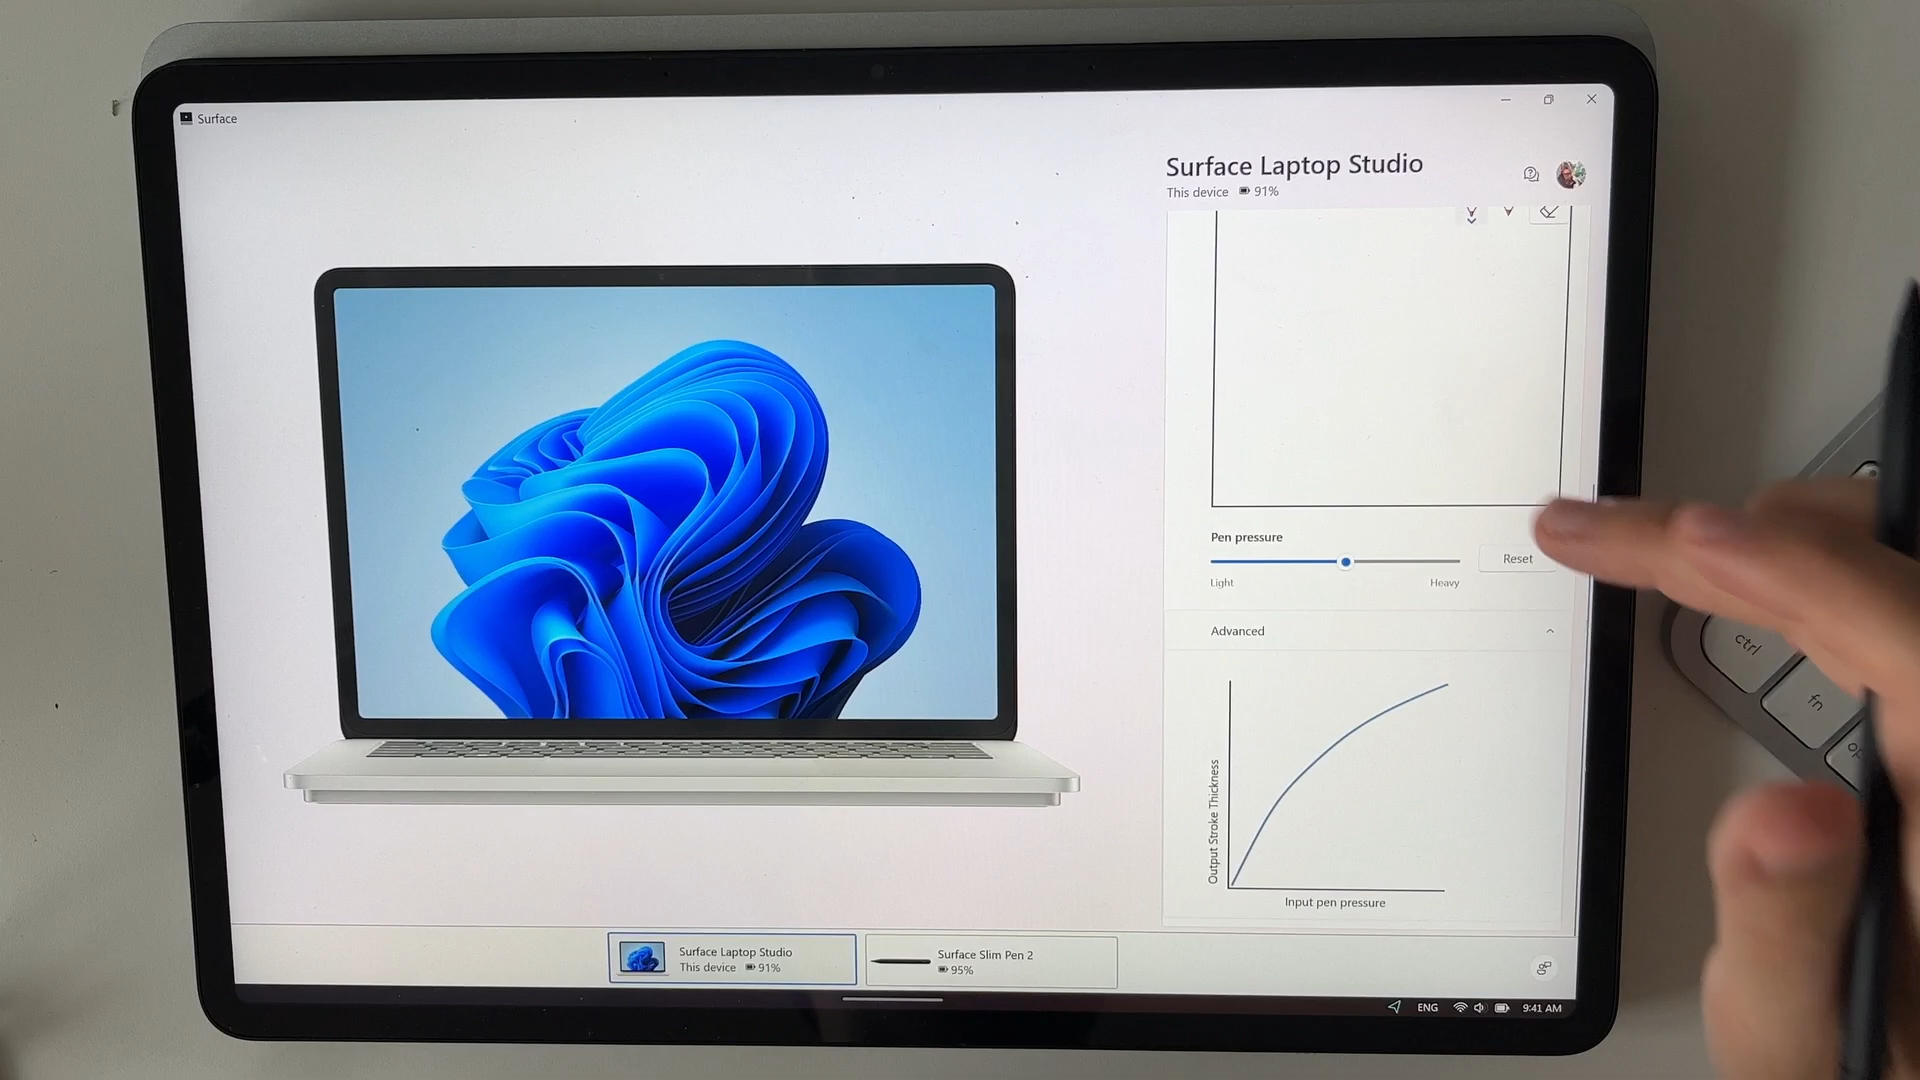 Surface
Surface Laptop Studio
This device 91%
Pen pressure
Reset
Light
Heavy
Advanced
Output Stroke Thickness
Input pen pressure
Surface Laptop Studio
This device 91%
Surface Slim Pen 2
95%
ENG
9:41 AM
ctrl
fn